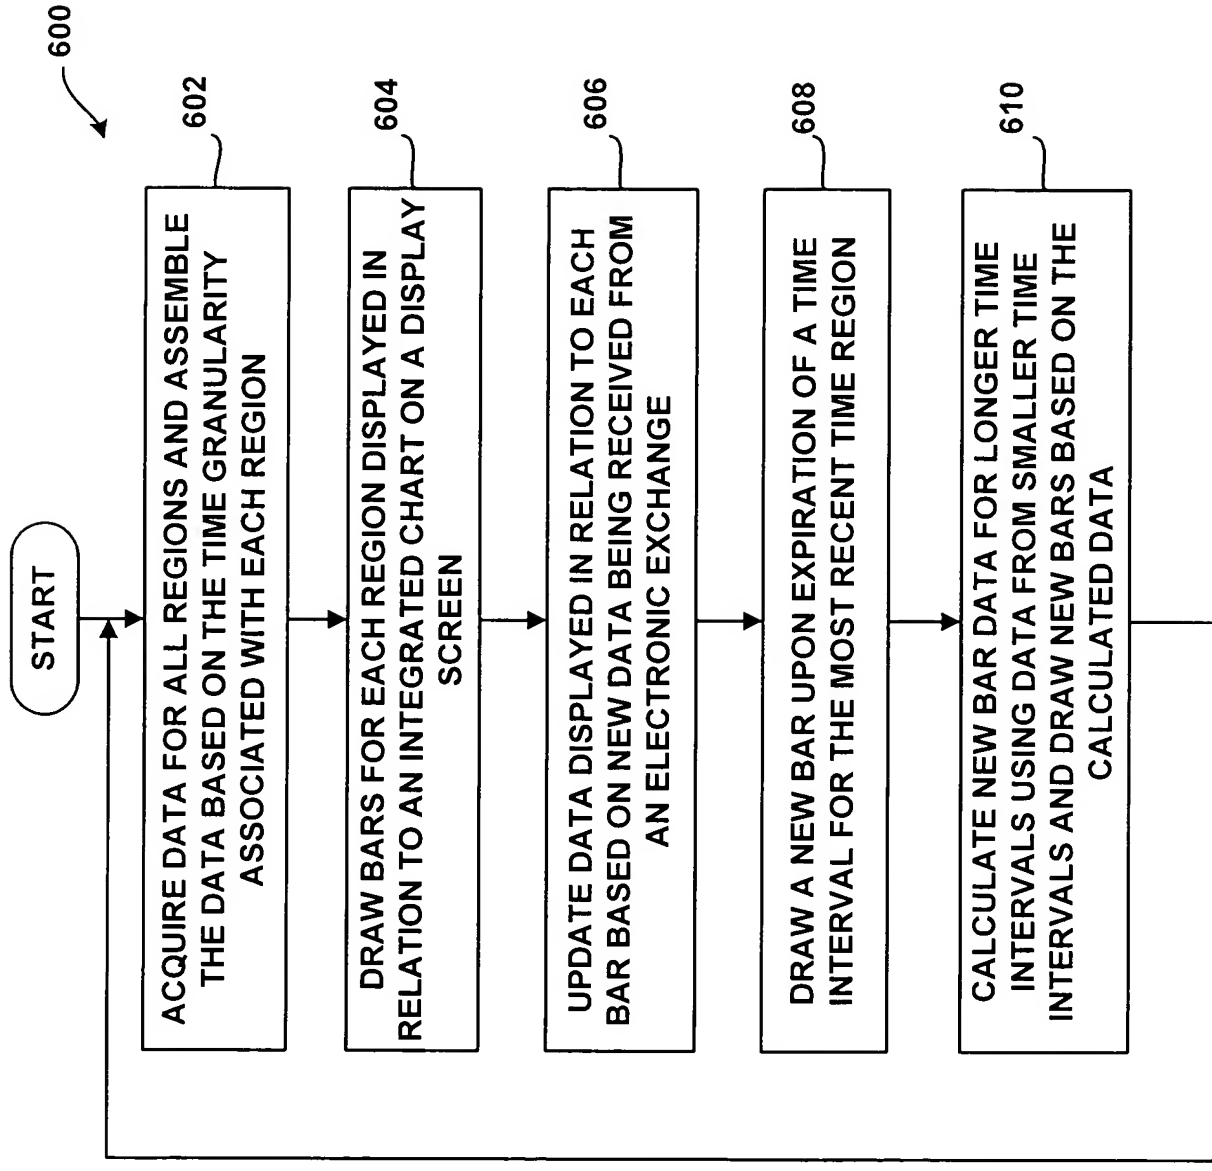 600
START
602
ACQUIRE DATA FOR ALL REGIONS AND ASSEMBLE
THE DATA BASED ON THE TIME GRANULARITY
ASSOCIATED WITH EACH REGION
604
DRAW BARS FOR EACH REGION DISPLAYED IN
RELATION TO AN INTEGRATED CHART ON A DISPLAY
SCREEN
606
UPDATE DATA DISPLAYED IN RELATION TO EACH
BAR BASED ON NEW DATA BEING RECEIVED FROM
AN ELECTRONIC EXCHANGE
608
DRAW A NEW BAR UPON EXPIRATION OF A TIME
INTERVAL FOR THE MOST RECENT TIME REGION
610
CALCULATE NEW BAR DATA FOR LONGER TIME
INTERVALS USING DATA FROM SMALLER TIME
INTERVALS AND DRAW NEW BARS BASED ON THE
CALCULATED DATA